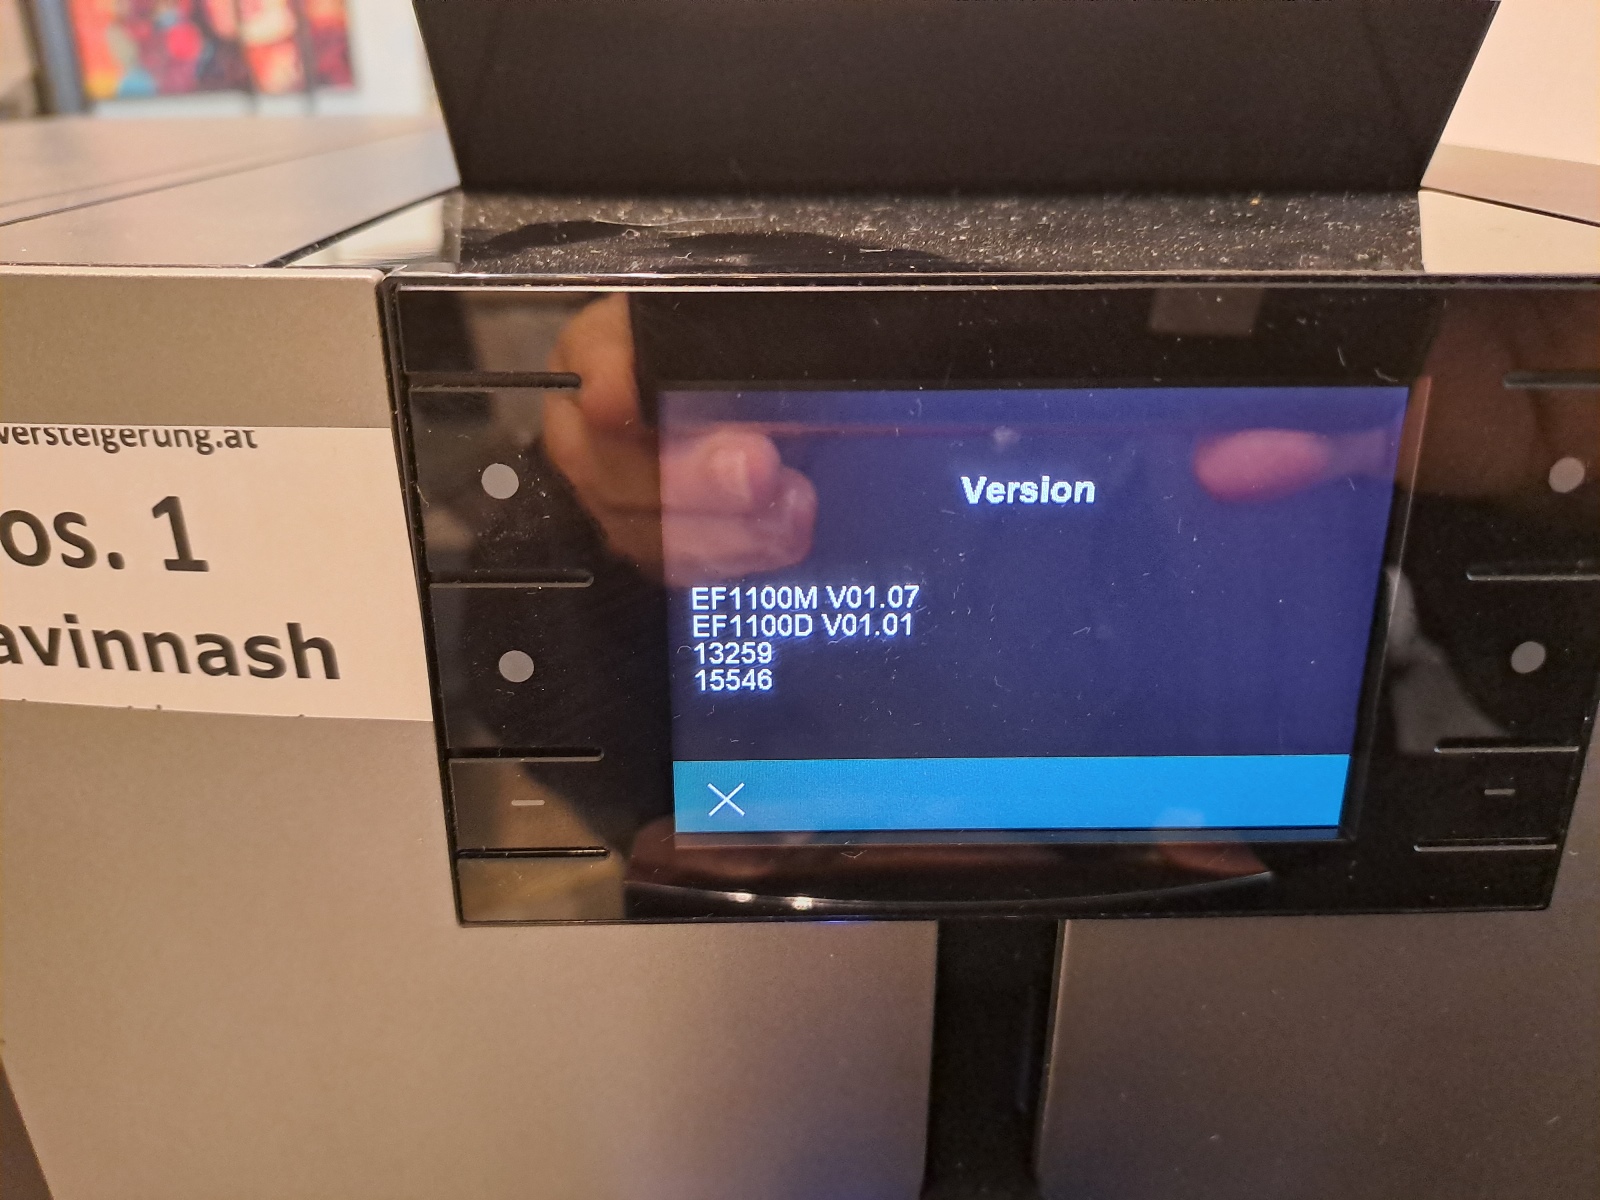 versteigerung.at
os. 1
avinnash
Version
EF1100M V01.07
EF1100D V01.01
13259
15546